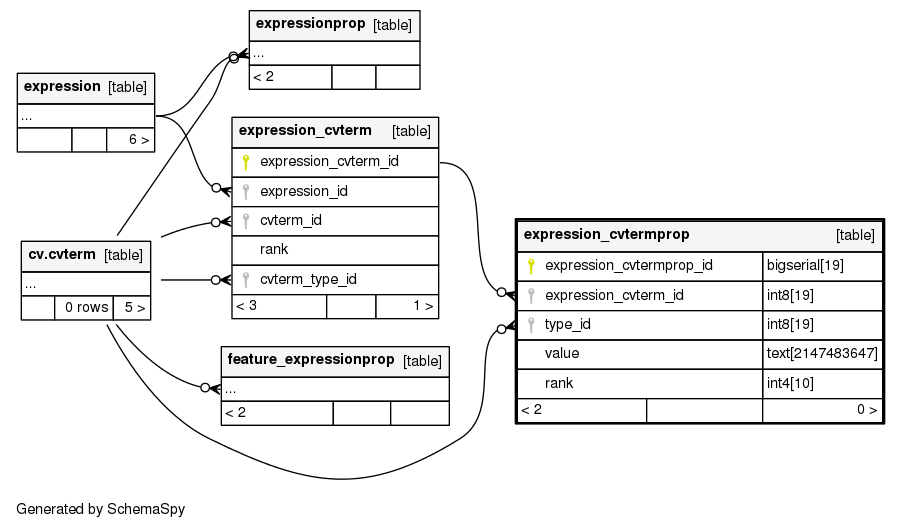 expressionprop [table]
...
< 2
expression [table]
...
6 >
expression_cvterm [table]
expression_cvterm_id
expression_id
cvterm_id
rank
cvterm_type_id
< 3 1 >
cv.cvterm [table]
...
0 rows 5 >
expression_cvtermprop [table]
expression_cvtermprop_id bigserial[19]
expression_cvterm_id int8[19]
type_id int8[19]
value text[2147483647]
rank int4[10]
< 2 0 >
feature_expressionprop [table]
...
< 2
Generated by SchemaSpy